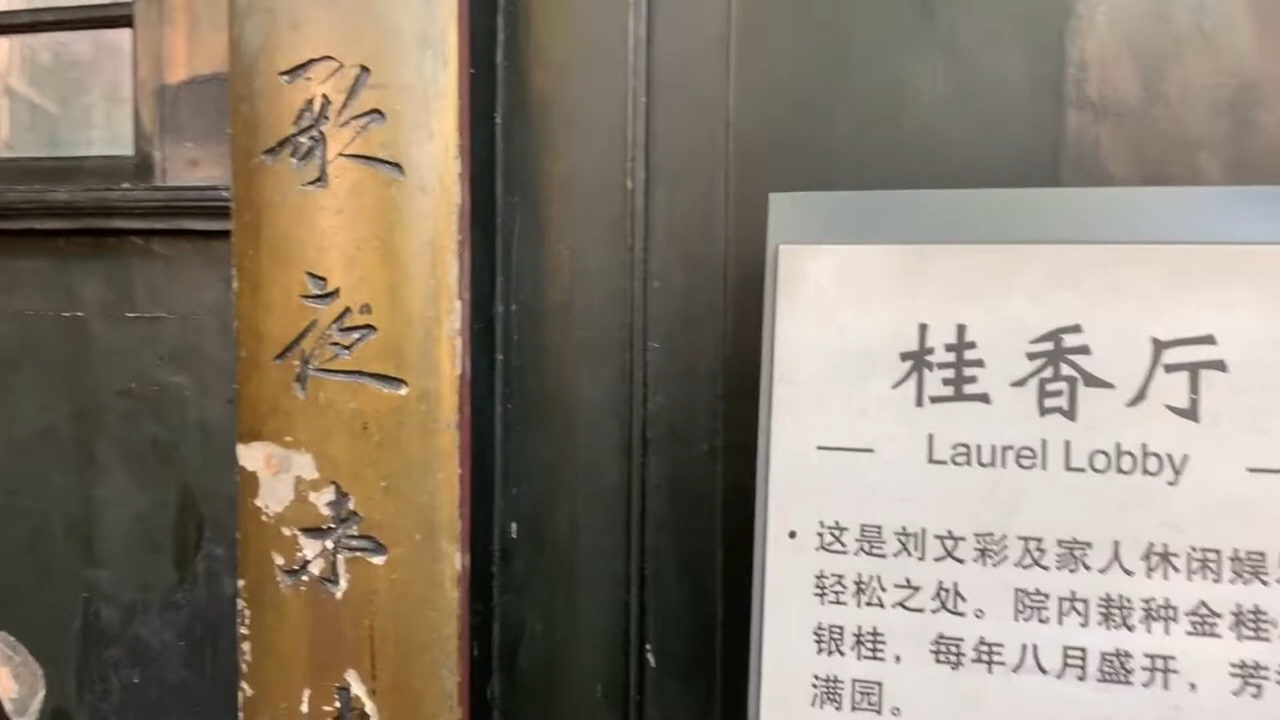 歌
夜
未
桂香厅
Laurel Lobby
· 这是刘文彩及家人休闲娱
轻松之处。院内栽种金桂
银桂，每年八月盛开，芳
满园。